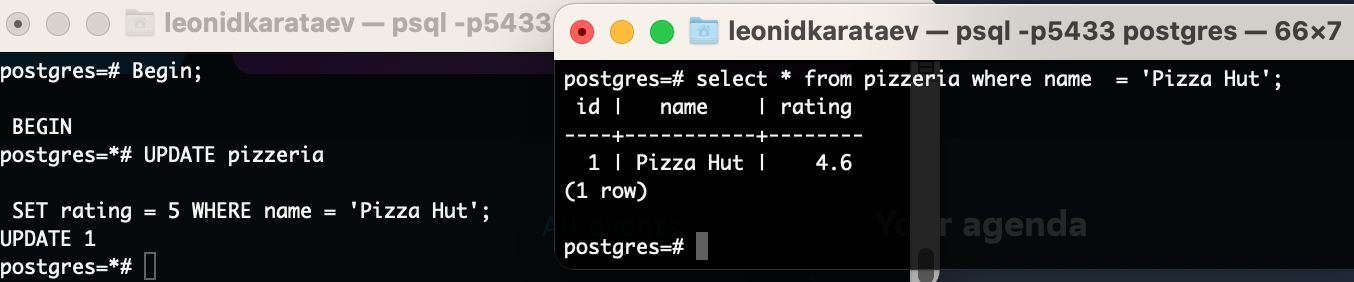 leonidkarataev — psql -p5433
postgres=# Begin;
BEGIN
postgres=*# UPDATE pizzeria
SET rating = 5 WHERE name = 'Pizza Hut';
UPDATE 1
postgres=*#
leonidkarataev — psql -p5433 postgres — 66×7
postgres=# select * from pizzeria where name  = 'Pizza Hut';
 id |   name    | rating
----+-----------+--------
  1 | Pizza Hut |    4.6
(1 row)
postgres=#
Your agenda